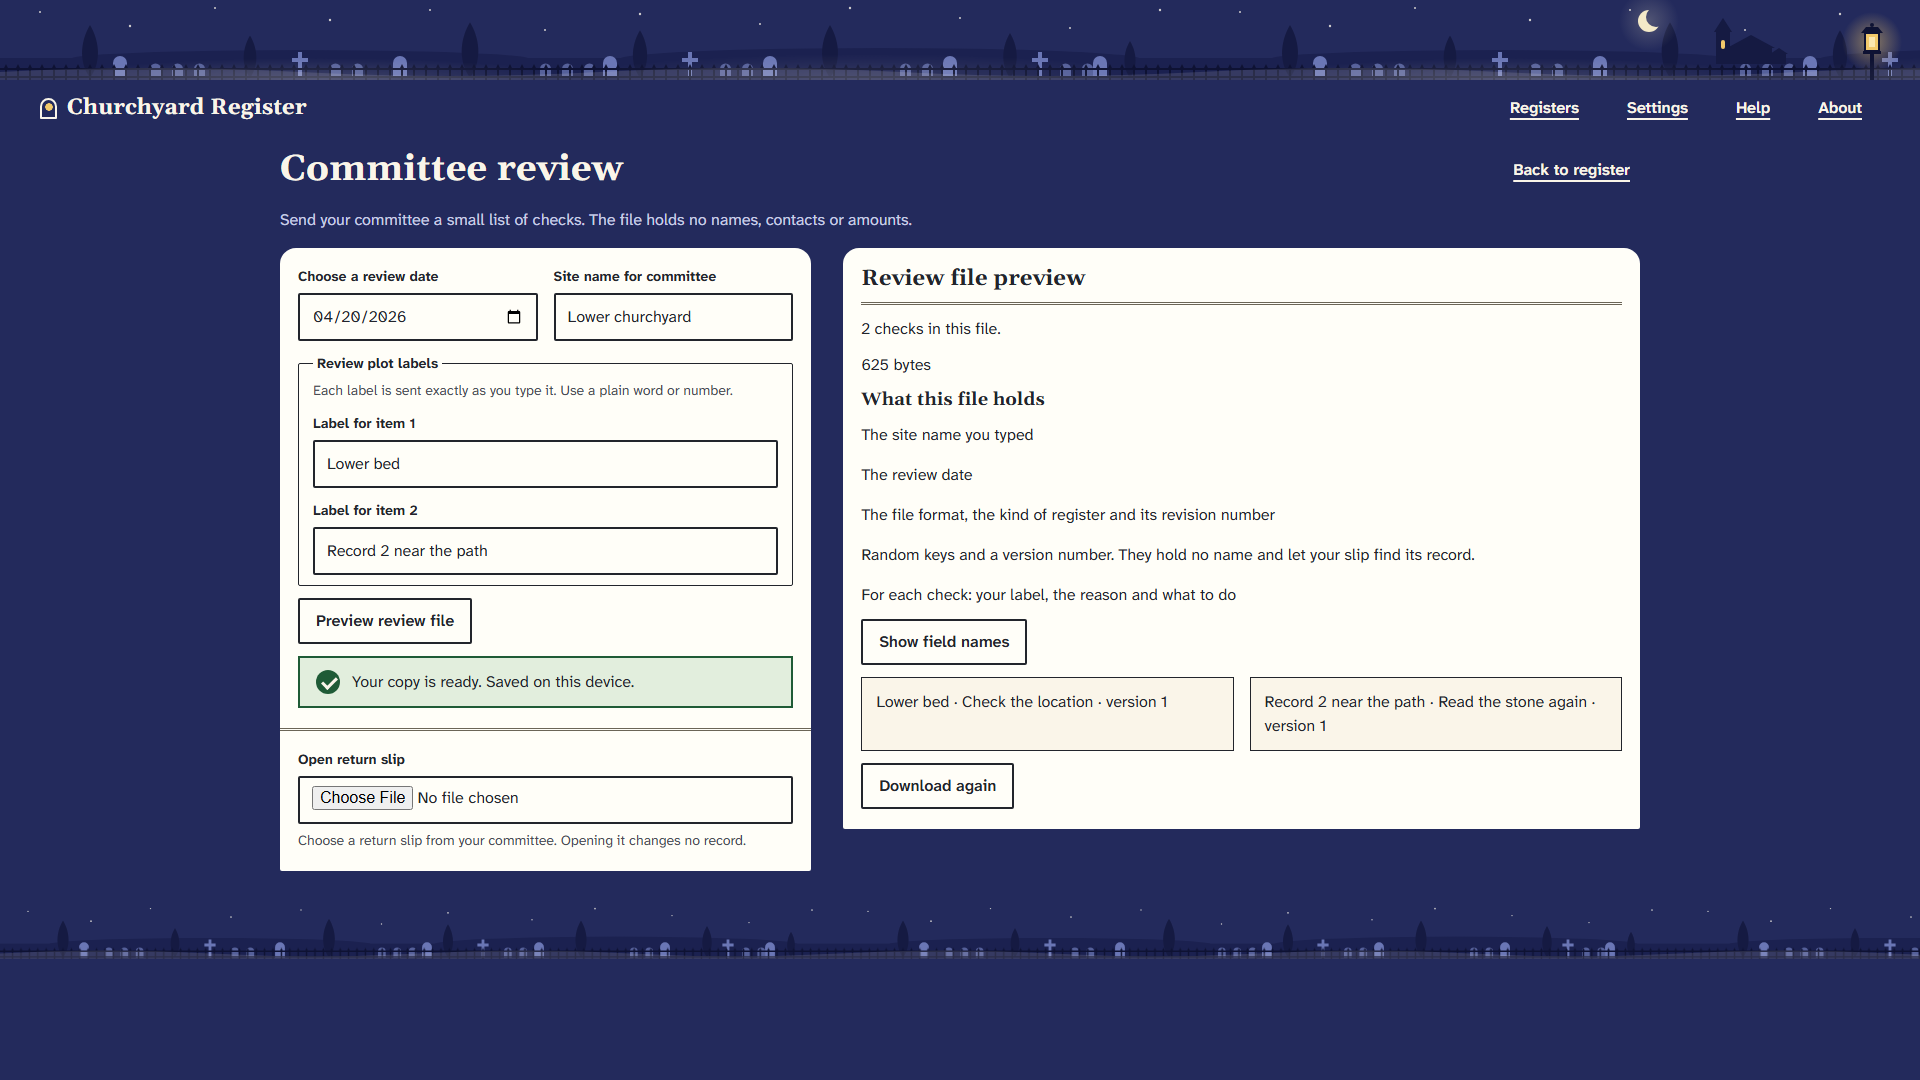 Churchyard Register
Registers
Settings
Help
About
Committee review
Back to register
Send your committee a small list of checks. The file holds no names, contacts or amounts.
Choose a review date
04/20/2026
Site name for committee
Lower churchyard
Review plot labels
Each label is sent exactly as you type it. Use a plain word or number.
Label for item 1
Lower bed
Label for item 2
Record 2 near the path
Preview review file
Your copy is ready. Saved on this device.
Open return slip
Choose File No file chosen
Choose a return slip from your committee. Opening it changes no record.
Review file preview
2 checks in this file.
625 bytes
What this file holds
The site name you typed
The review date
The file format, the kind of register and its revision number
Random keys and a version number. They hold no name and let your slip find its record.
For each check: your label, the reason and what to do
Show field names
Lower bed · Check the location · version 1
Record 2 near the path · Read the stone again ·
version 1
Download again